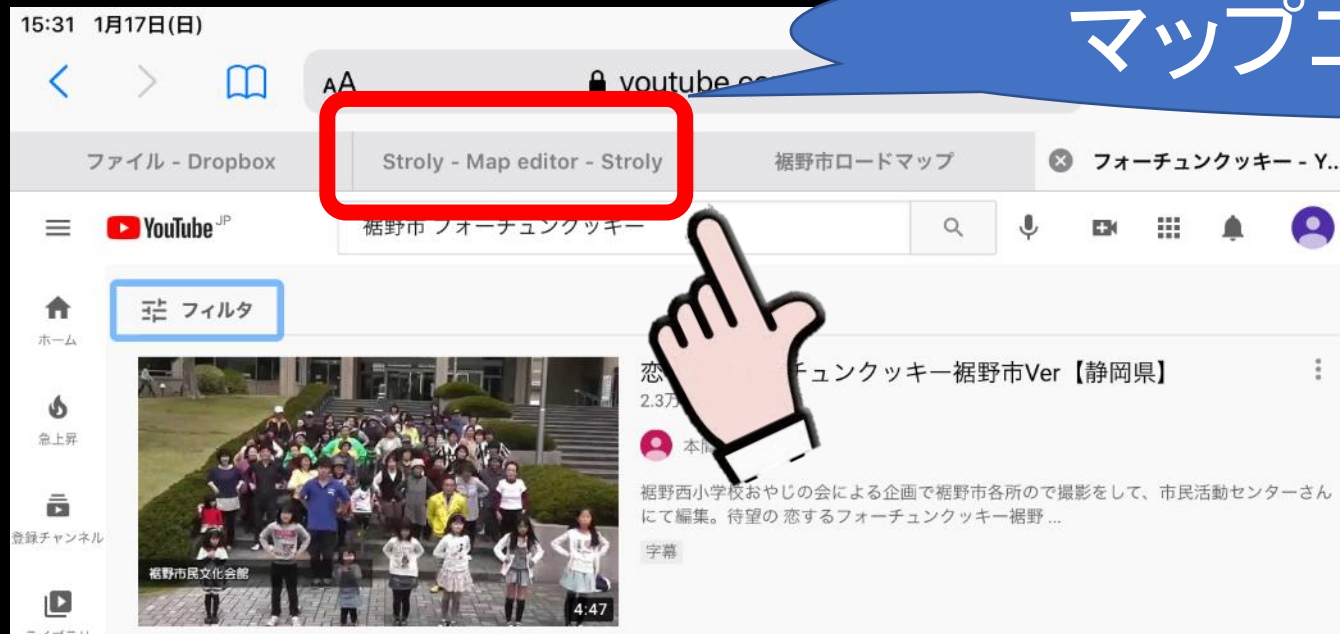 15:31 1月17日(日)
マップエ
AA
youtube.co
ファイル - Dropbox
Stroly - Map editor - Stroly
裾野市ロードマップ
フォーチュンクッキー - Y...
YouTube JP
裾野市 フォーチュンクッキー
ホーム
フィルタ
恋 チュンクッキー裾野市Ver【静岡県】
2.3万
急上昇
本間
裾野西小学校おやじの会による企画で裾野市各所ので撮影をして、市民活動センターさん
にて編集。待望の 恋するフォーチュンクッキー裾野 ...
字幕
登録チャンネル
裾野市民文化会館
4:47